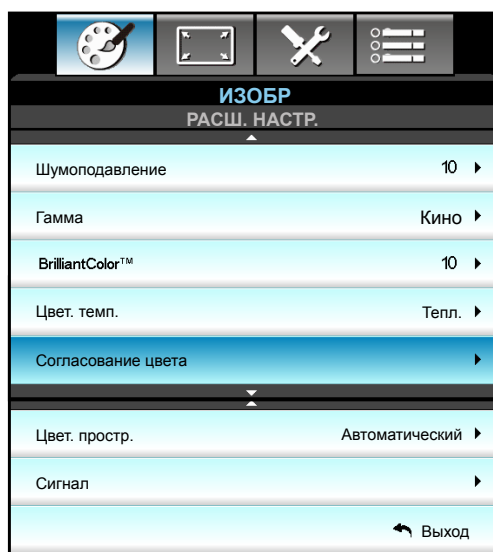 ИЗОБР
РАСШ. НАСТР.
Шумоподавление 10
Гамма Кино
BrilliantColor™ 10
Цвет. темп. Тепл.
Согласование цвета
Цвет. простр. Автоматический
Сигнал
Выход